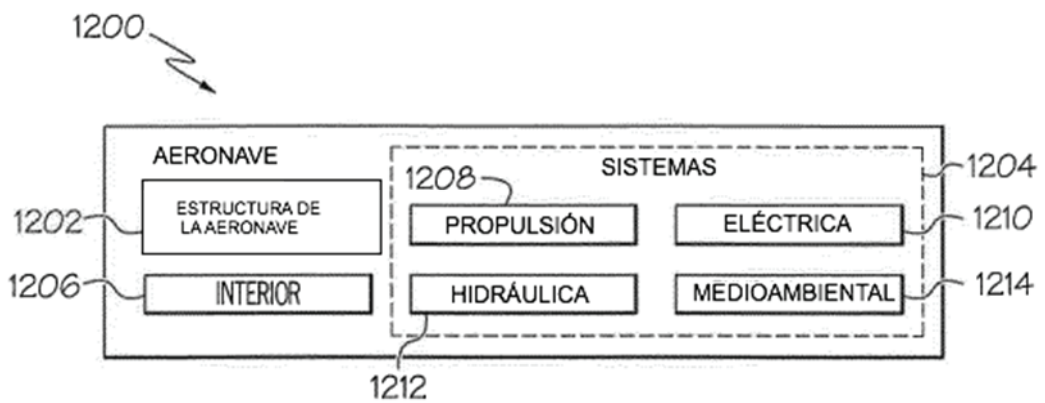 1200
AERONAVE
SISTEMAS
1204
1208
1202
ESTRUCTURA DE
LA AERONAVE
PROPULSIÓN
ELÉCTRICA
1210
1206
INTERIOR
HIDRÁULICA
MEDIOAMBIENTAL
1214
1212